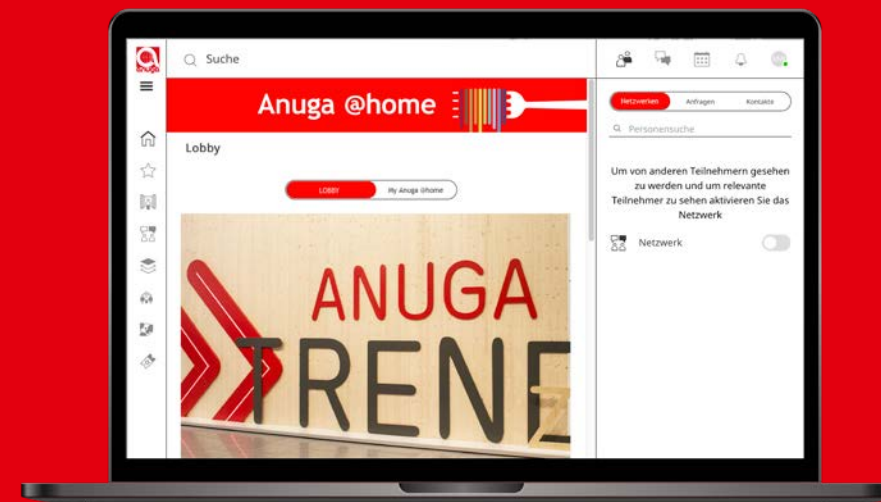 anuga
Suche
Anuga @home
Lobby
LOBBY
My Anuga @home
ANUGA
TREN
Netzwerken
Anfragen
Kontakte
Personensuche
Um von anderen Teilnehmern gesehen
zu werden und um relevante
Teilnehmer zu sehen aktivieren Sie das
Netzwerk
Netzwerk